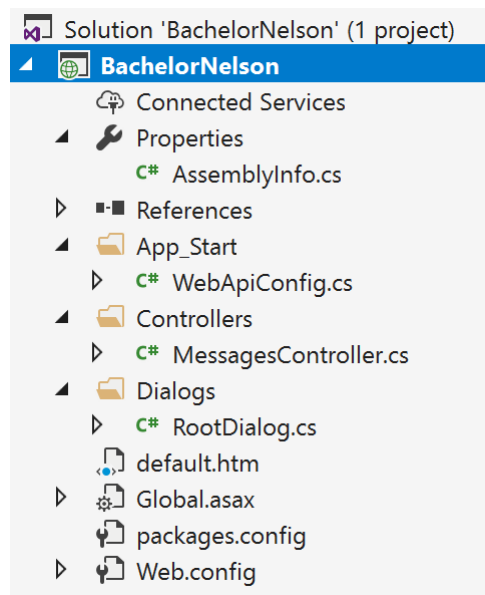 Solution 'BachelorNelson' (1 project)
BachelorNelson
Connected Services
Properties
C# AssemblyInfo.cs
References
App_Start
C# WebApiConfig.cs
Controllers
C# MessagesController.cs
Dialogs
C# RootDialog.cs
default.htm
Global.asax
packages.config
Web.config